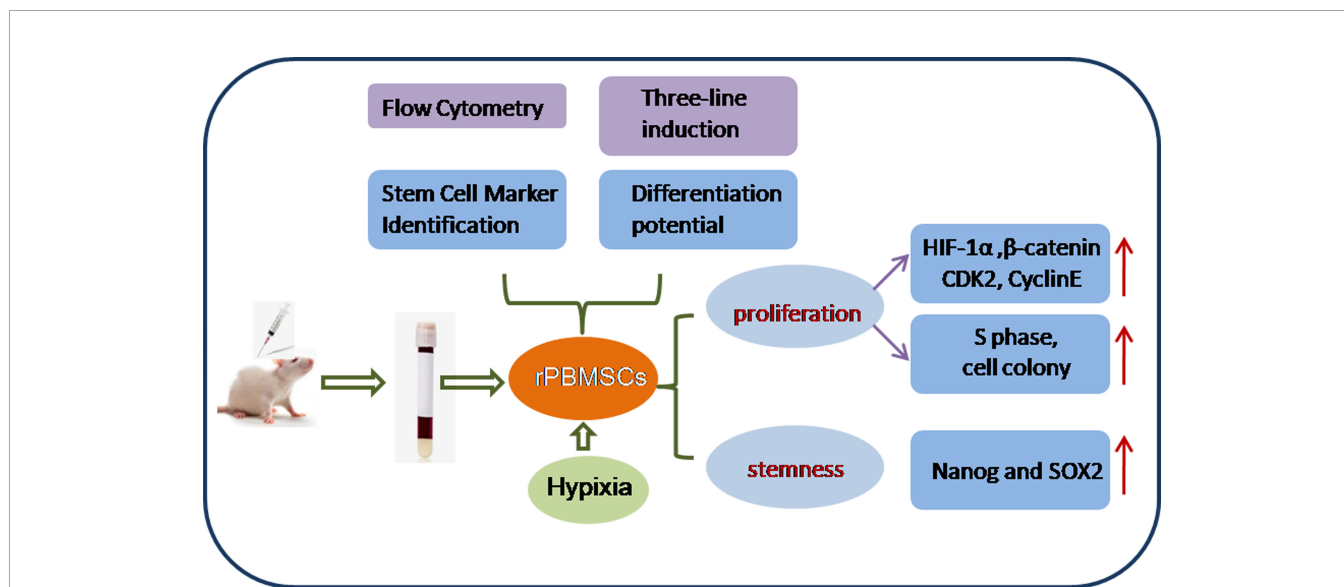 Flow Cytometry
Three-line
induction
Stem Cell Marker
Identification
Differentiation
potential
HIF-1α ,β-catenin
CDK2, CyclinE
proliferation
S phase,
cell colony
rPBMSCs
stemness
Nanog and SOX2
Hypixia